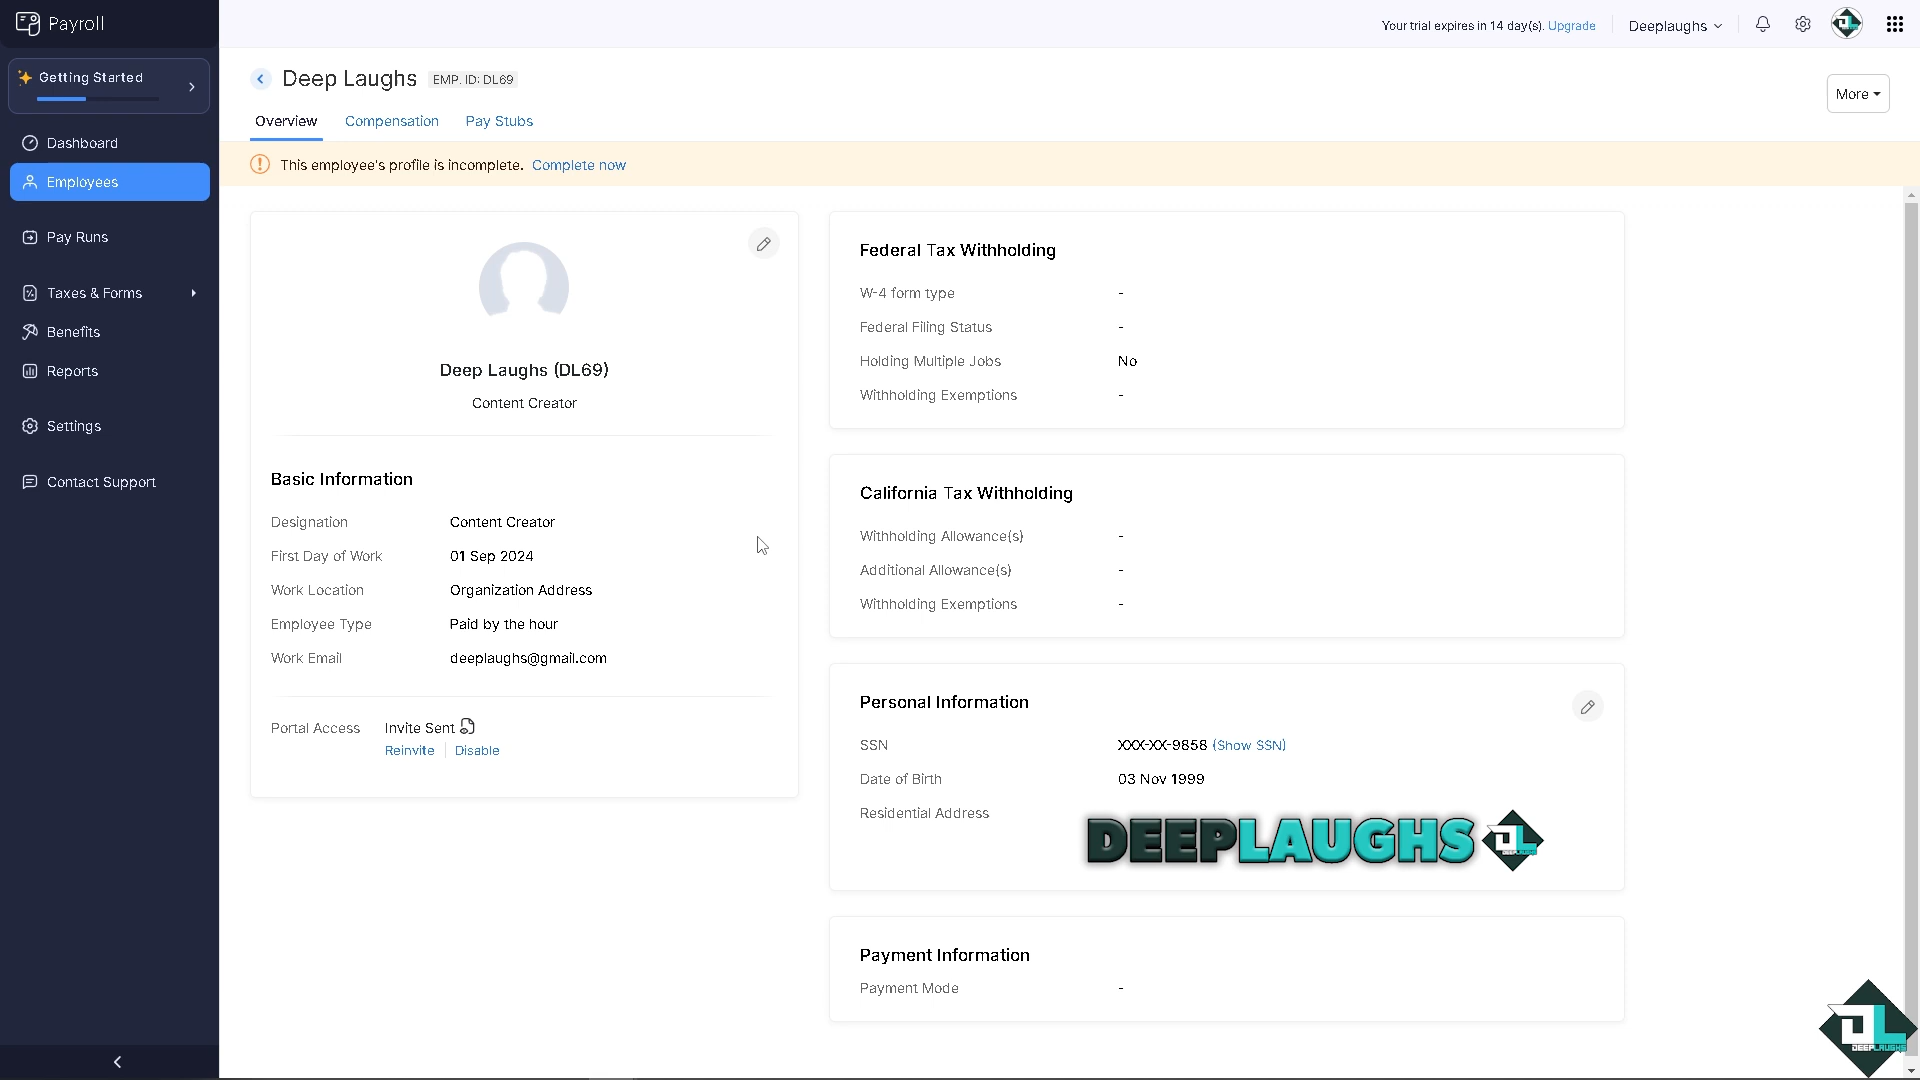 Payroll
Your trial expires in 14 day(s). Upgrade
Deeplaughs
Getting Started
Dashboard
Employees
Pay Runs
Taxes & Forms
Benefits
Reports
Settings
Contact Support
Deep Laughs EMP. ID: DL69
More
Overview Compensation Pay Stubs
This employee's profile is incomplete. Complete now
Deep Laughs (DL69)
Content Creator
Basic Information
Designation Content Creator
First Day of Work 01 Sep 2024
Work Location Organization Address
Employee Type Paid by the hour
Work Email deeplaughs@gmail.com
Portal Access Invite Sent
Reinvite Disable
Federal Tax Withholding
W-4 form type -
Federal Filing Status -
Holding Multiple Jobs No
Withholding Exemptions -
California Tax Withholding
Withholding Allowance(s) -
Additional Allowance(s) -
Withholding Exemptions -
Personal Information
SSN XXX-XX-9858 (Show SSN)
Date of Birth 03 Nov 1999
Residential Address
DEEPLAUGHS DL DEEPLAUGHS
Payment Information
Payment Mode -
DL
DEEPLAUGHS